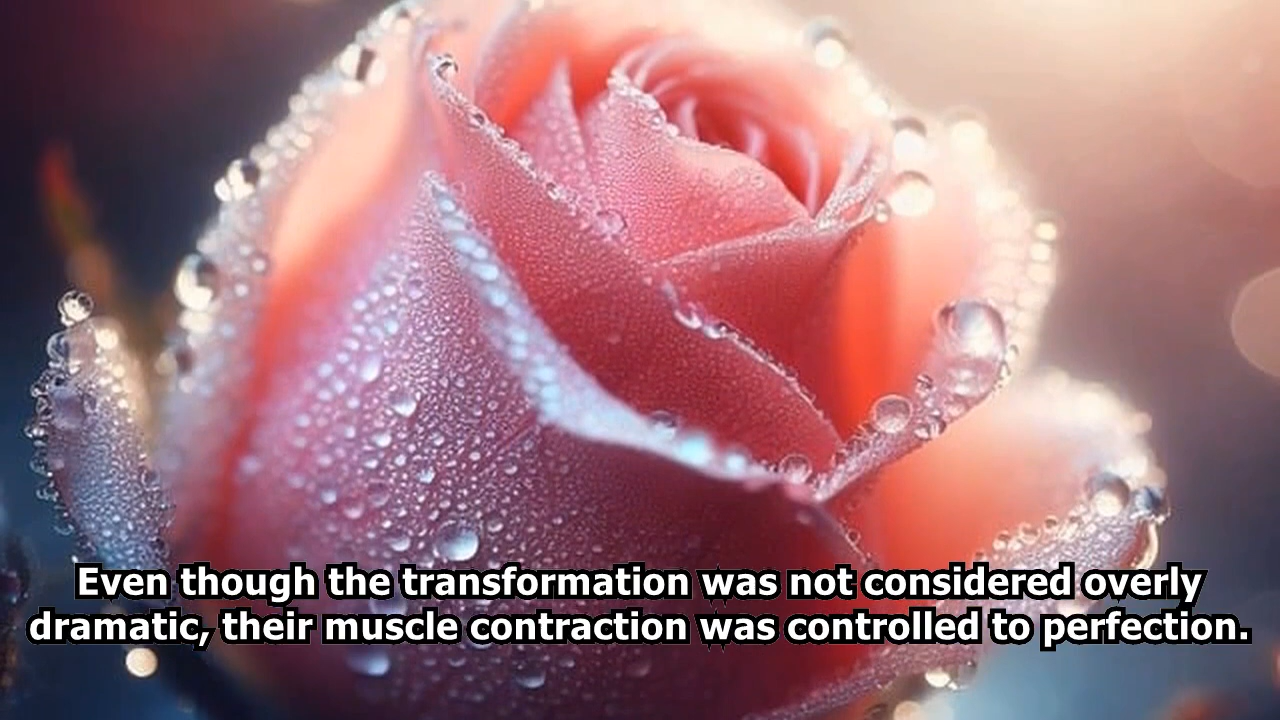 Even though the transformation was not considered overly
dramatic, their muscle contraction was controlled to perfection.